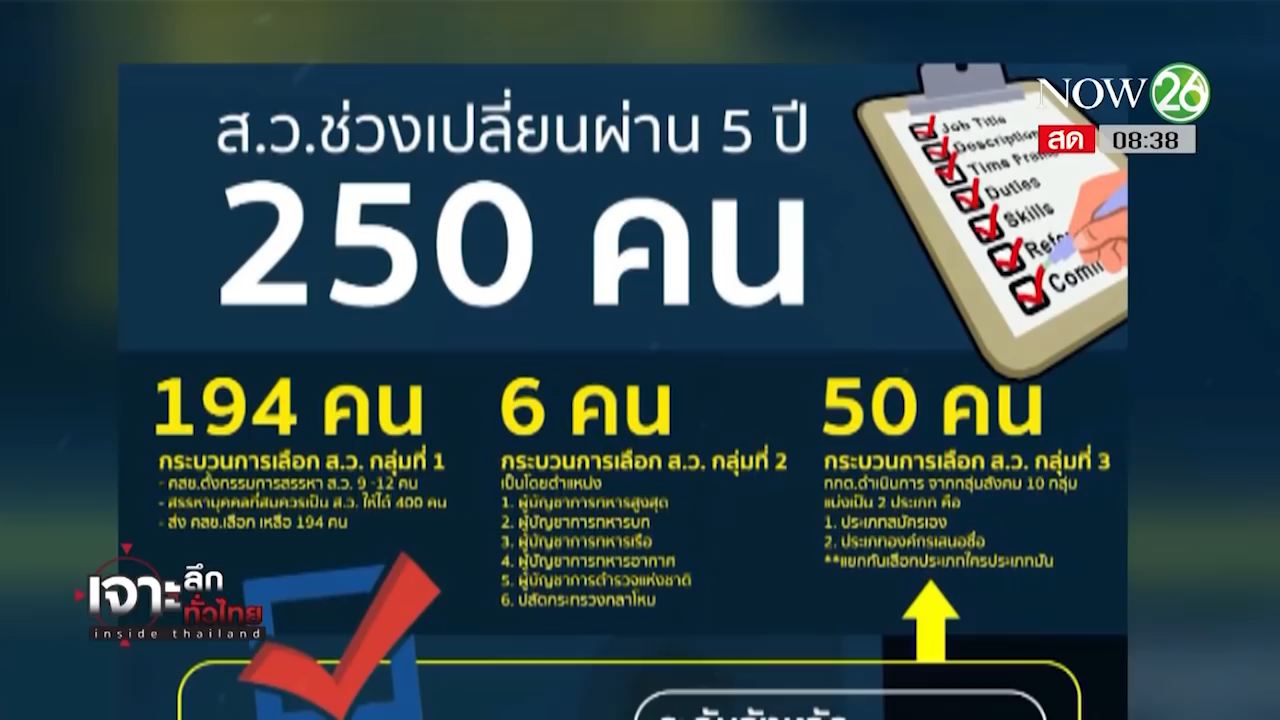 NOW26
สด 08:38
ส.ว.ช่วงเปลี่ยนผ่าน 5 ปี
250 คน
Job Title
Description
Time Frame
Duties
Skills
194 คน
กระบวนการเลือก ส.ว. กลุ่มที่ 1
- คสช.ตั้งกรรมการสรรหา ส.ว. 9 -12 คน
- สรรหาบุคคลที่สมควรเป็น ส.ว. ให้ได้ 400 คน
- ส่ง คสช.เลือก เหลือ 194 คน
6 คน
กระบวนการเลือก ส.ว. กลุ่มที่ 2
เป็นโดยตำแหน่ง
1. ผู้บัญชาการทหารสูงสุด
2. ผู้บัญชาการทหารบก
3. ผู้บัญชาการทหารเรือ
4. ผู้บัญชาการทหารอากาศ
5. ผู้บัญชาการตำรวจแห่งชาติ
6. ปลัดกระทรวงกลาโหม
50 คน
กระบวนการเลือก ส.ว. กลุ่มที่ 3
กกต.ดำเนินการ จากกลุ่มสังคม 10 กลุ่ม
แบ่งเป็น 2 ประเภท คือ
1. ประเภทสมัครเอง
2. ประเภทองค์กรเสนอชื่อ
**แยกกันเลือกประเภทใครประเภทมัน
เจาะลึกทั่วไทย
inside thailand